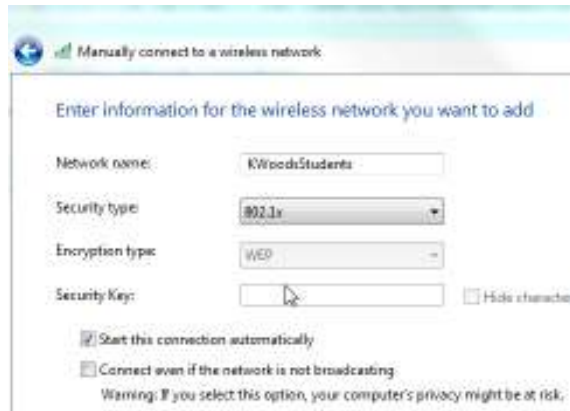 Manually connect to a wireless network
Enter information for the wireless network you want to add
Network name: KWoodsStudents
Security type: 802.1x
Encryption type: WEP
Security Key: Hide characte
Start this connection automatically
Connect even if the network is not broadcasting
Warning: If you select this option, your computer's privacy might be at risk.